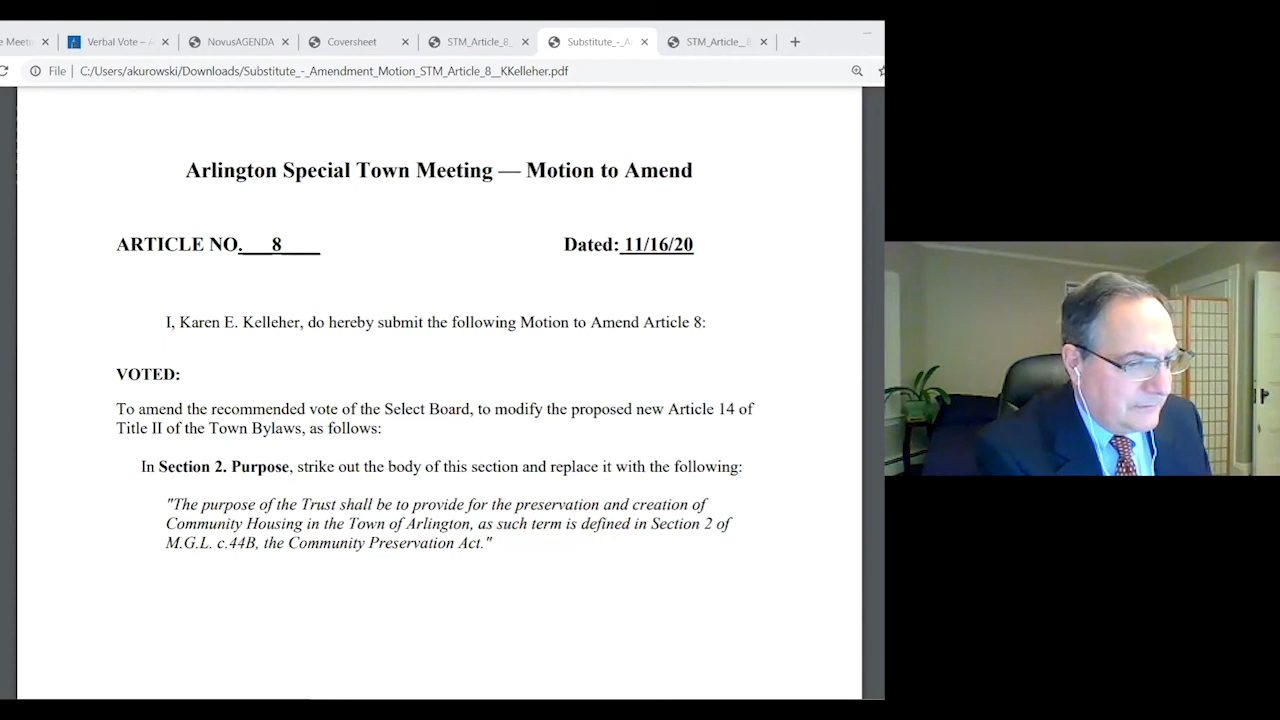 e Meeti
Verbal Vote – A
NovusAGENDA
Coversheet
STM_Article_8_
Substitute_-_A
STM_Article__8
File
C:/Users/akurowski/Downloads/Substitute_-_Amendment_Motion_STM_Article_8__KKelleher.pdf
Arlington Special Town Meeting — Motion to Amend
ARTICLE NO.___8____
Dated: 11/16/20
I, Karen E. Kelleher, do hereby submit the following Motion to Amend Article 8:
VOTED:
To amend the recommended vote of the Select Board, to modify the proposed new Article 14 of
Title II of the Town Bylaws, as follows:
In Section 2. Purpose, strike out the body of this section and replace it with the following:
"The purpose of the Trust shall be to provide for the preservation and creation of
Community Housing in the Town of Arlington, as such term is defined in Section 2 of
M.G.L. c.44B, the Community Preservation Act."